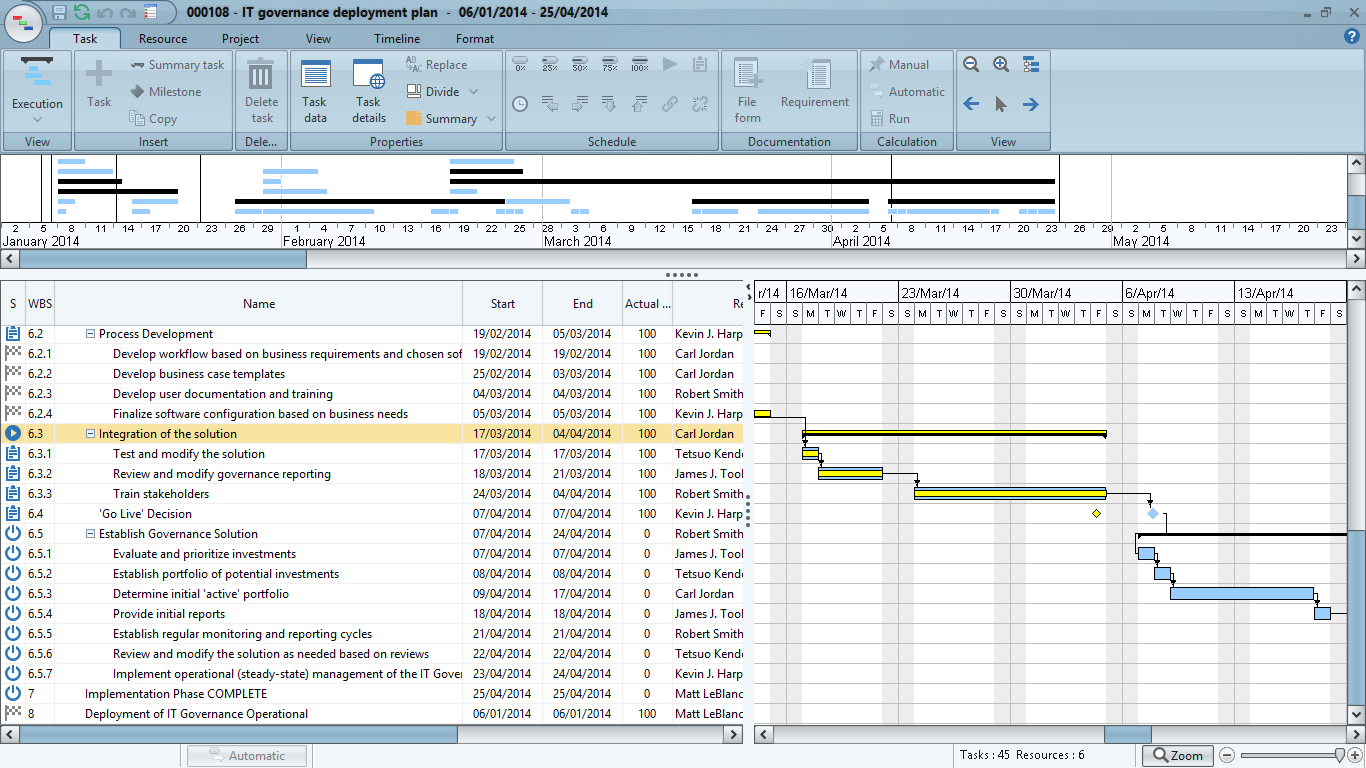 000108 - IT governance deployment plan - 06/01/2014 - 25/04/2014
Task Resource Project View Timeline Format
Execution
View
Task
Summary task
Milestone
Copy
Insert
Delete task
Dele...
Task data
Task details
Replace
Divide
Summary
Properties
0% 25% 50% 75% 100%
Schedule
File form
Requirement
Documentation
Manual
Automatic
Run
Calculation
View
2 5 8 11 14 17 20 23 26 29 1 4 7 10 13 16 19 22 25 28 3 6 9 12 15 18 21 24 27 30 2 5 8 11 14 17 20 23 26 29 2 5 8 11 14 17 20 23
January 2014 February 2014 March 2014 April 2014 May 2014
S WBS Name Start End Actual ... Re
r/14 16/Mar/14 23/Mar/14 30/Mar/14 6/Apr/14 13/Apr/14
F S S M T W T F S S M T W T F S S M T W T F S S M T W T F S S M T W T F S
6.2 Process Development 19/02/2014 05/03/2014 100 Kevin J. Harp
6.2.1 Develop workflow based on business requirements and chosen sof 19/02/2014 19/02/2014 100 Carl Jordan
6.2.2 Develop business case templates 25/02/2014 03/03/2014 100 Carl Jordan
6.2.3 Develop user documentation and training 04/03/2014 04/03/2014 100 Robert Smith
6.2.4 Finalize software configuration based on business needs 05/03/2014 05/03/2014 100 Kevin J. Harp
6.3 Integration of the solution 17/03/2014 04/04/2014 100 Carl Jordan
6.3.1 Test and modify the solution 17/03/2014 17/03/2014 100 Tetsuo Kend
6.3.2 Review and modify governance reporting 18/03/2014 21/03/2014 100 James J. Tool
6.3.3 Train stakeholders 24/03/2014 04/04/2014 100 Robert Smith
6.4 'Go Live' Decision 07/04/2014 07/04/2014 100 Kevin J. Harp
6.5 Establish Governance Solution 07/04/2014 24/04/2014 0 Robert Smith
6.5.1 Evaluate and prioritize investments 07/04/2014 07/04/2014 0 James J. Tool
6.5.2 Establish portfolio of potential investments 08/04/2014 08/04/2014 0 Tetsuo Kend
6.5.3 Determine initial 'active' portfolio 09/04/2014 17/04/2014 0 Carl Jordan
6.5.4 Provide initial reports 18/04/2014 18/04/2014 0 James J. Tool
6.5.5 Establish regular monitoring and reporting cycles 21/04/2014 21/04/2014 0 Robert Smith
6.5.6 Review and modify the solution as needed based on reviews 22/04/2014 22/04/2014 0 Tetsuo Kend
6.5.7 Implement operational (steady-state) management of the IT Gover 23/04/2014 24/04/2014 0 Kevin J. Harp
7 Implementation Phase COMPLETE 25/04/2014 25/04/2014 0 Matt LeBlanc
8 Deployment of IT Governance Operational 06/01/2014 06/01/2014 100 Matt LeBlanc
Automatic Tasks : 45 Resources : 6 Zoom